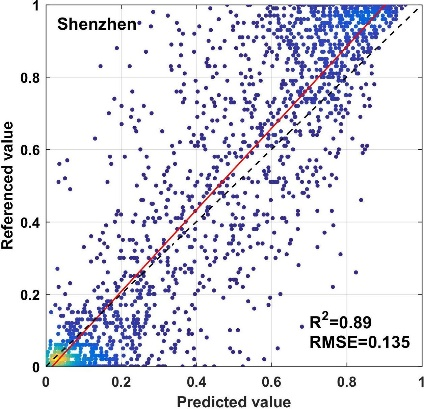 Shenzhen
1
0.8
0.6
0.4
0.2
0
Referenced value
R²=0.89
RMSE=0.135
0 0.2 0.4 0.6 0.8 1
Predicted value